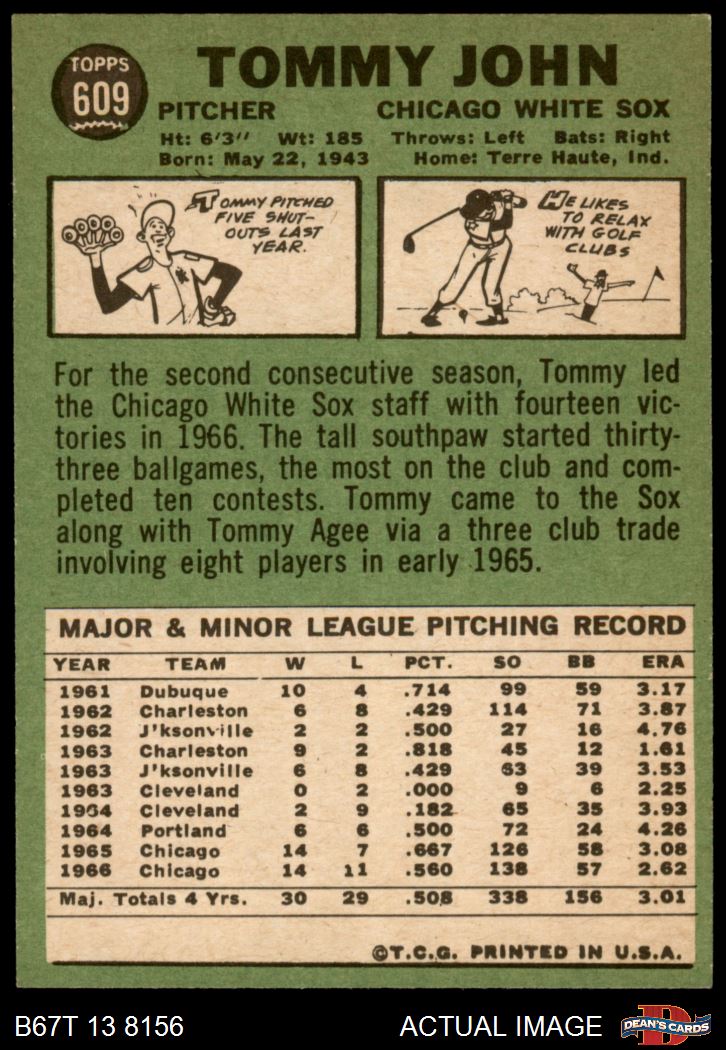 TOPPS
609
TOMMY JOHN
PITCHER CHICAGO WHITE SOX
Ht: 6'3" Wt: 185 Throws: Left Bats: Right
Born: May 22, 1943 Home: Terre Haute, Ind.
TOMMY PITCHED
FIVE SHUT-
OUTS LAST
YEAR.
HE LIKES
TO RELAX
WITH GOLF
CLUBS
For the second consecutive season, Tommy led
the Chicago White Sox staff with fourteen vic-
tories in 1966. The tall southpaw started thirty-
three ballgames, the most on the club and com-
pleted ten contests. Tommy came to the Sox
along with Tommy Agee via a three club trade
involving eight players in early 1965.
MAJOR & MINOR LEAGUE PITCHING RECORD
YEAR TEAM W L PCT. SO BB ERA
1961 Dubuque 10 4 .714 99 59 3.17
1962 Charleston 6 8 .429 114 71 3.87
1962 J'ksonville 2 2 .500 27 16 4.76
1963 Charleston 9 2 .818 45 12 1.61
1963 J'ksonville 6 8 .429 63 39 3.53
1963 Cleveland 0 2 .000 9 6 2.25
1964 Cleveland 2 9 .182 65 35 3.93
1964 Portland 6 6 .500 72 24 4.26
1965 Chicago 14 7 .667 126 58 3.08
1966 Chicago 14 11 .560 138 57 2.62
Maj. Totals 4 Yrs. 30 29 .508 338 156 3.01
©T.C.G. PRINTED IN U.S.A.
B67T 13 8156 ACTUAL IMAGE
D
DEAN'S CARDS